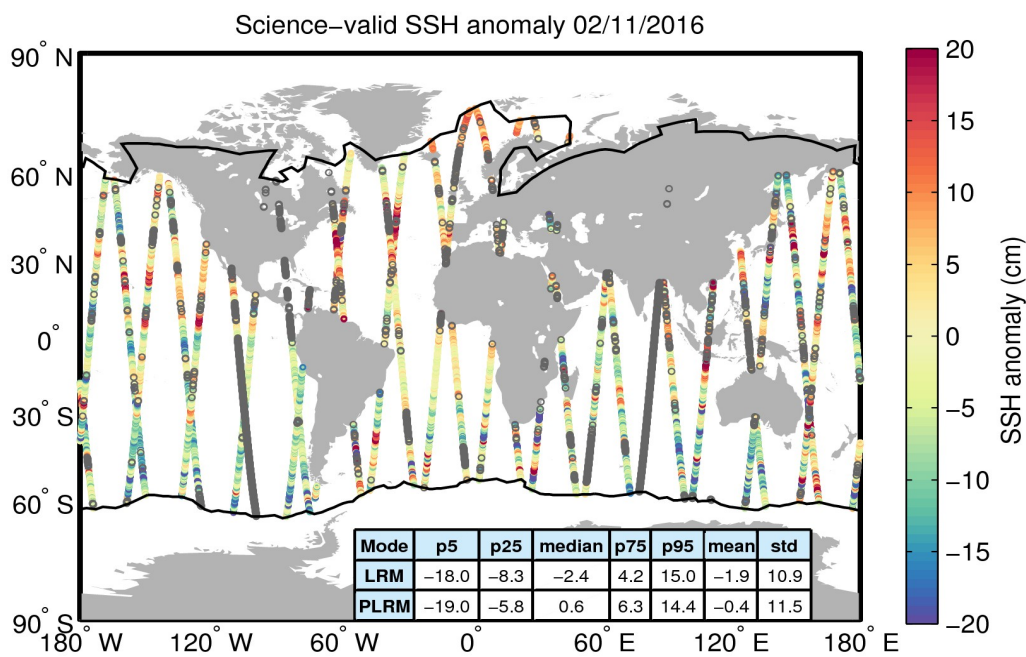 Science−valid SSH anomaly 02/11/2016
90° N
60° N
30° N
0°
30° S
60° S
90° S
180° W
120° W
60° W
0°
60° E
120° E
180° E
Mode p5 p25 median p75 p95 mean std
LRM −18.0 −8.3 −2.4 4.2 15.0 −1.9 10.9
PLRM −19.0 −5.8 0.6 6.3 14.4 −0.4 11.5
20
15
10
5
0
−5
−10
−15
−20
SSH anomaly (cm)